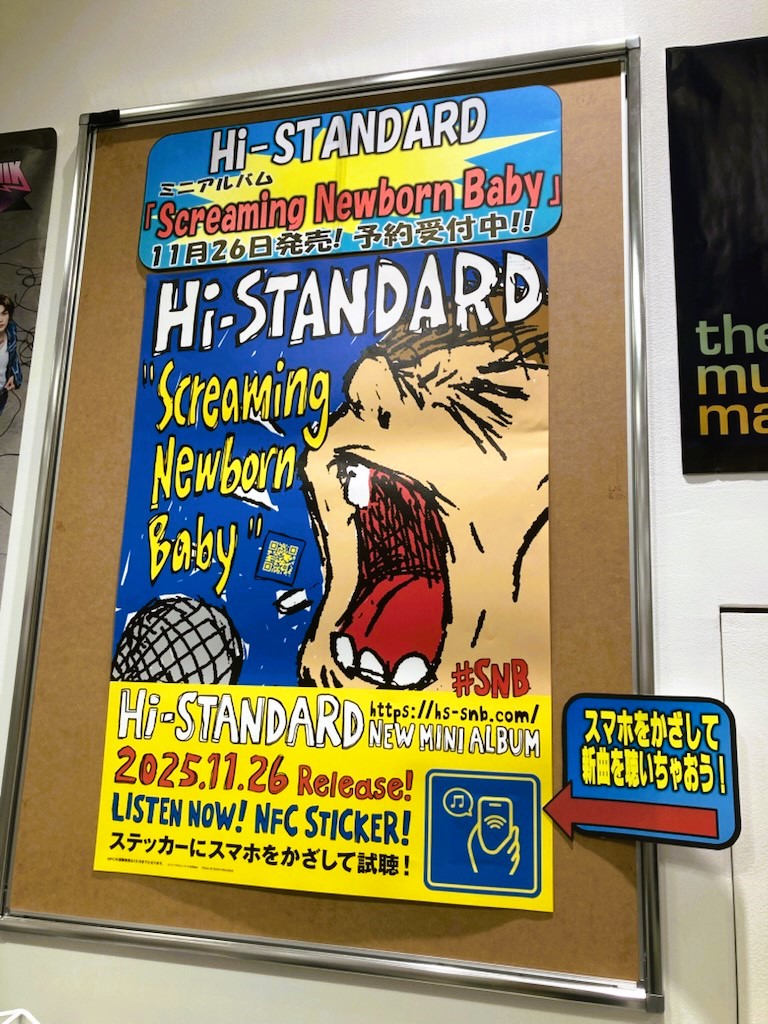 Hi-STANDARD
ミニアルバム
「Screaming Newborn Baby」
11月26日発売! 予約受付中!!
Hi-STANDARD
"Screaming
Newborn
Baby"
#SNB
Hi-STANDARD
https://hs-snb.com/
NEW MINI ALBUM
2025.11.26 Release!
LISTEN NOW! NFC STICKER!
ステッカーにスマホをかざして試聴!
スマホをかざして
新曲を聴いちゃおう!
the
mu
ma